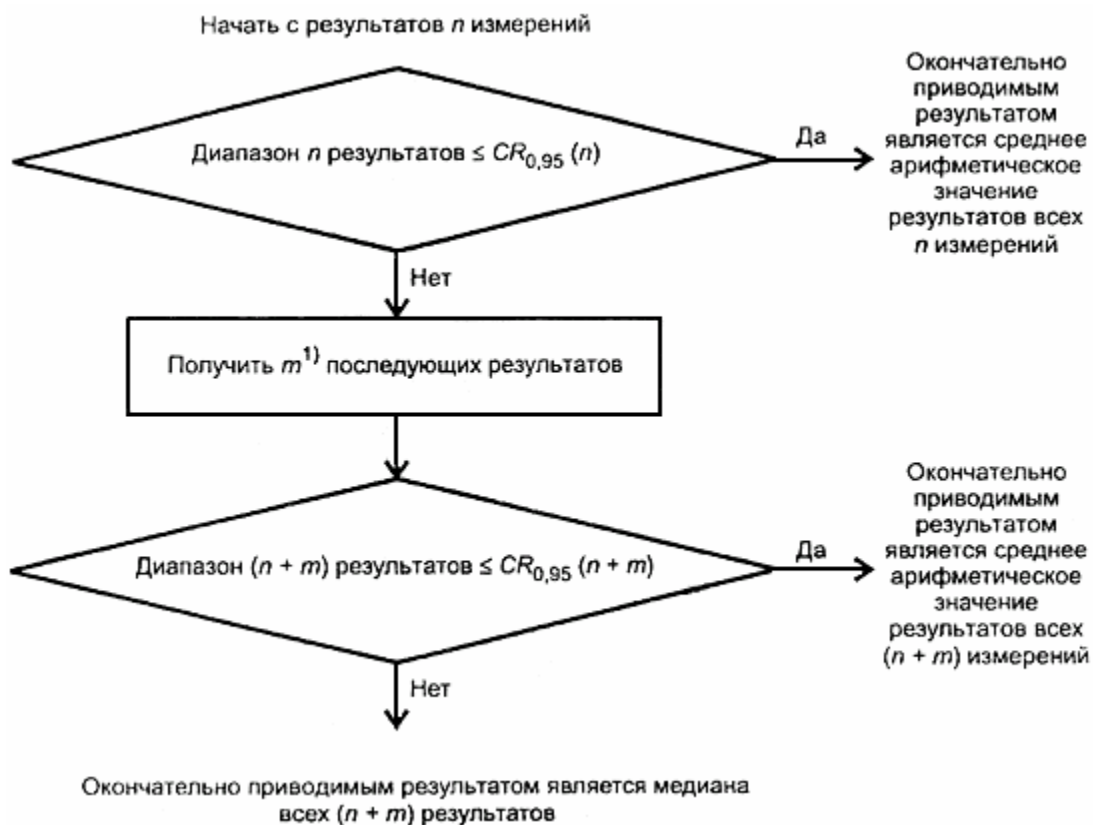 Начать с результатов n измерений
Диапазон n результатов ≤ CR0,95 (n)
Да
Окончательно
приводимым
результатом
является среднее
арифметическое
значение
результатов всех
n измерений
Нет
Получить m1) последующих результатов
Диапазон (n + m) результатов ≤ CR0,95 (n + m)
Да
Окончательно
приводимым
результатом
является среднее
арифметическое
значение
результатов всех
(n + m) измерений
Нет
Окончательно приводимым результатом является медиана
всех (n + m) результатов